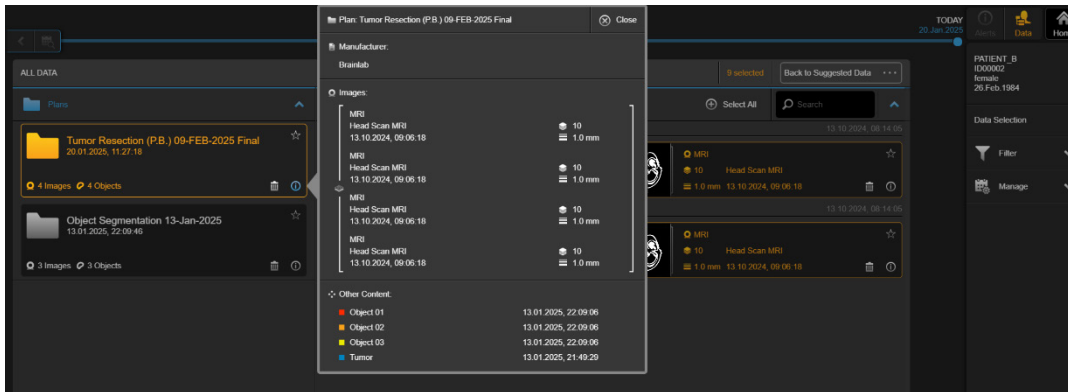 TODAY
20.Jan.2025
Alerts
Data
ALL DATA
9 selected
Back to Suggested Data
Plans
Tumor Resection (P.B.) 09-FEB-2025 Final
20.01.2025, 11:27:18
4 Images
4 Objects
Object Segmentation 13-Jan-2025
13.01.2025, 22:09:46
3 Images
3 Objects
Plan: Tumor Resection (P.B.) 09-FEB-2025 Final
Close
Manufacturer:
Brainlab
Images:
MRI
Head Scan MRI 10
13.10.2024, 09:06:18 1.0 mm
MRI
Head Scan MRI 10
13.10.2024, 09:06:18 1.0 mm
MRI
Head Scan MRI 10
13.10.2024, 09:06:18 1.0 mm
MRI
Head Scan MRI 10
13.10.2024, 09:06:18 1.0 mm
Other Content:
Object 01 13.01.2025, 22:09:06
Object 02 13.01.2025, 22:09:06
Object 03 13.01.2025, 22:09:06
Tumor 13.01.2025, 21:49:29
Select All
Search
13.10.2024, 08:14:05
MRI
10 Head Scan MRI
1.0 mm 13.10.2024, 09:06:18
13.10.2024, 08:14:05
MRI
10 Head Scan MRI
1.0 mm 13.10.2024, 09:06:18
PATIENT_B
ID00002
female
26.Feb.1984
Data Selection
Filter
Manage